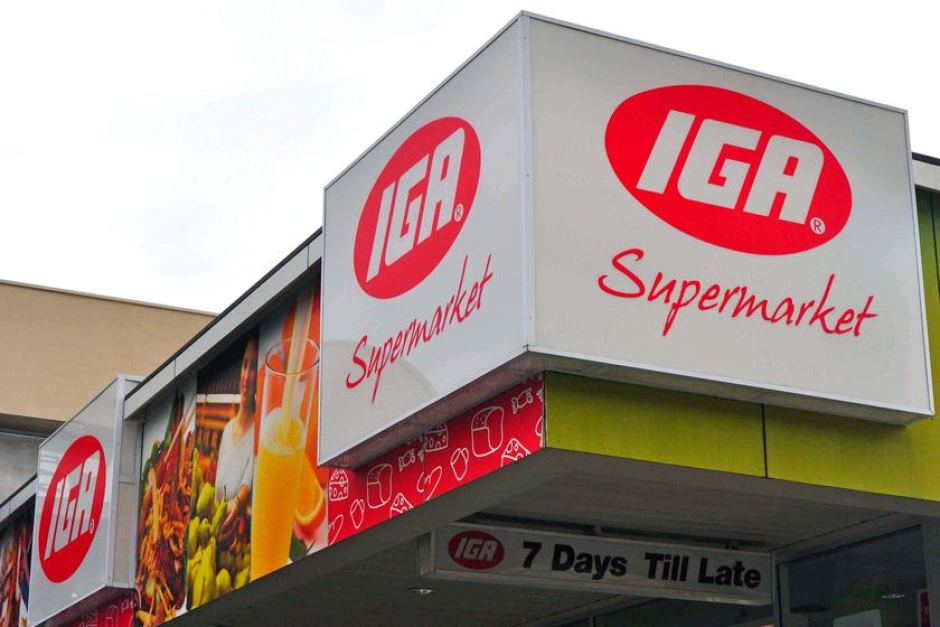 IGA®
Supermarket
IGA®
Supermarket
IGA®
IGA 7 Days Till Late